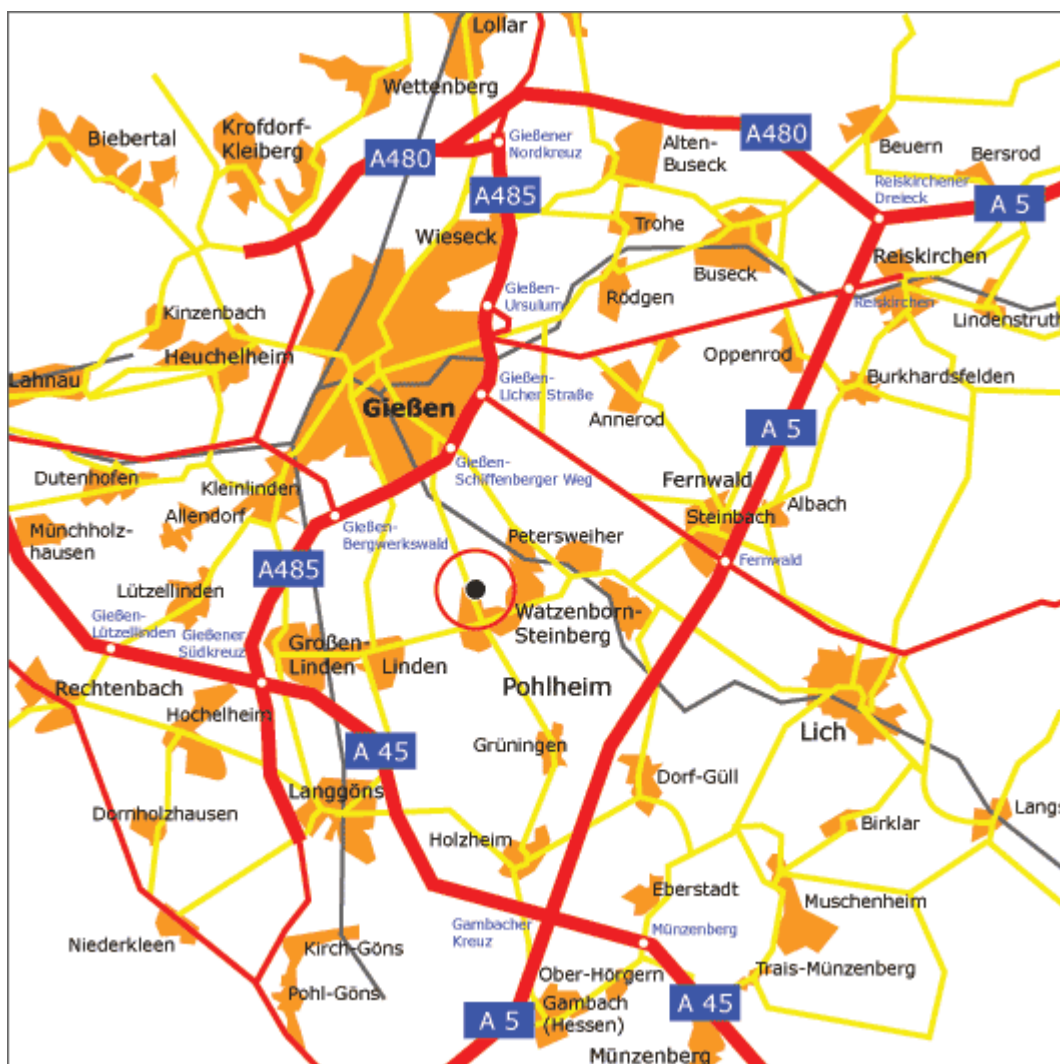 Lollar
Wettenberg
Krofdorf-
Kleiberg
Biebertal
A480
Gießener
Nordkreuz
Alten-
Buseck
A480
Beuern
Bersrod
Reiskirchener
Dreieck
A 5
A485
Wieseck
Trohe
Buseck
Reiskirchen
Gießen-
Ursulum
Rödgen
Reiskirchen
Lindenstruth
Kinzenbach
Heuchelheim
Oppenrod
Lahnau
Gießen-
Licher Straße
Burkhardsfelden
Gießen
Annerod
A 5
Gießen-
Schiffenberger Weg
Dutenhofen
Kleinlinden
Fernwald
Albach
Allendorf
Steinbach
Münchholz-
hausen
Gießen-
Bergwerkswald
Petersweiher
Fernwald
A485
Lützellinden
Watzenborn-
Steinberg
Gießen-
Lützellinden
Gießener
Südkreuz
Großen-
Linden
Linden
Rechtenbach
Pohlheim
Hochelheim
Lich
Grüningen
A 45
Dorf-Güll
Langgöns
Dornholzhausen
Holzheim
Birklar
Langs
Eberstadt
Muschenheim
Gambacher
Kreuz
Münzenberg
Niederkleen
Kirch-Göns
Ober-Hörgern
Trais-Münzenberg
Pohl-Göns
Gambach
(Hessen)
A 45
A 5
Münzenberg